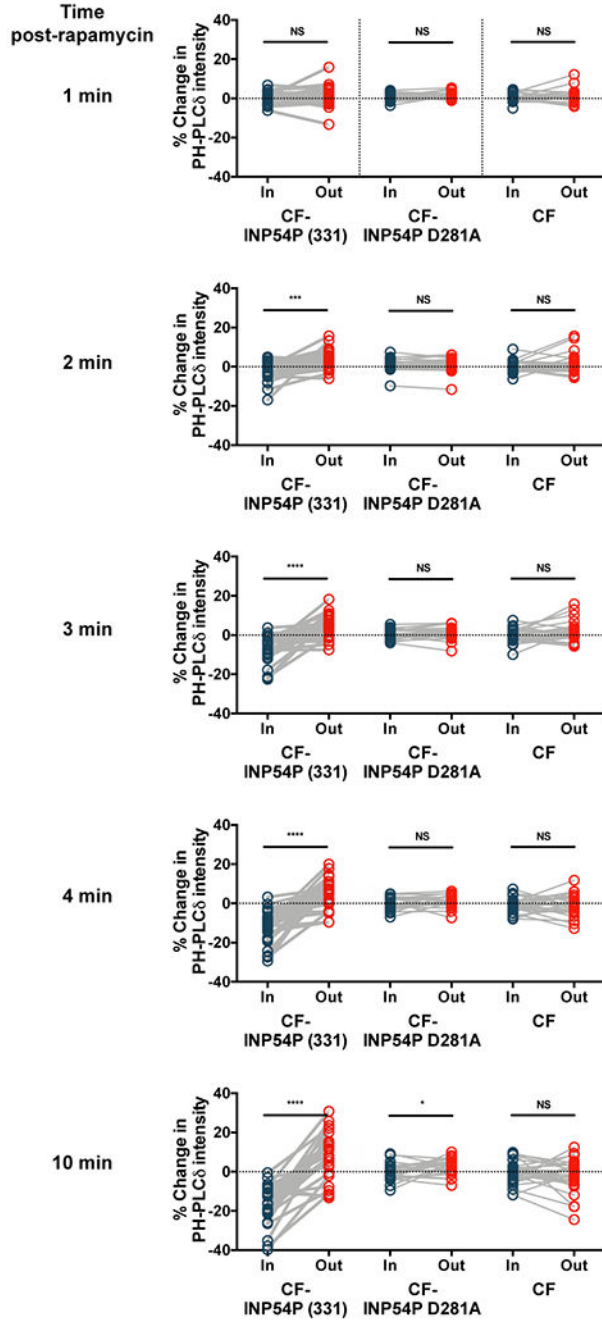 Time
post-rapamycin
1 min
% Change in
PH-PLCδ intensity
40
20
0
-20
-40
NS
NS
NS
In
Out
In
Out
In
Out
CF-
INP54P (331)
CF-
INP54P D281A
CF
2 min
% Change in
PH-PLCδ intensity
40
20
0
-20
-40
***
NS
NS
In
Out
In
Out
In
Out
CF-
INP54P (331)
CF-
INP54P D281A
CF
3 min
% Change in
PH-PLCδ intensity
40
20
0
-20
-40
****
NS
NS
In
Out
In
Out
In
Out
CF-
INP54P (331)
CF-
INP54P D281A
CF
4 min
% Change in
PH-PLCδ intensity
40
20
0
-20
-40
****
NS
NS
In
Out
In
Out
In
Out
CF-
INP54P (331)
CF-
INP54P D281A
CF
10 min
% Change in
PH-PLCδ intensity
40
20
0
-20
-40
****
*
NS
In
Out
In
Out
In
Out
CF-
INP54P (331)
CF-
INP54P D281A
CF